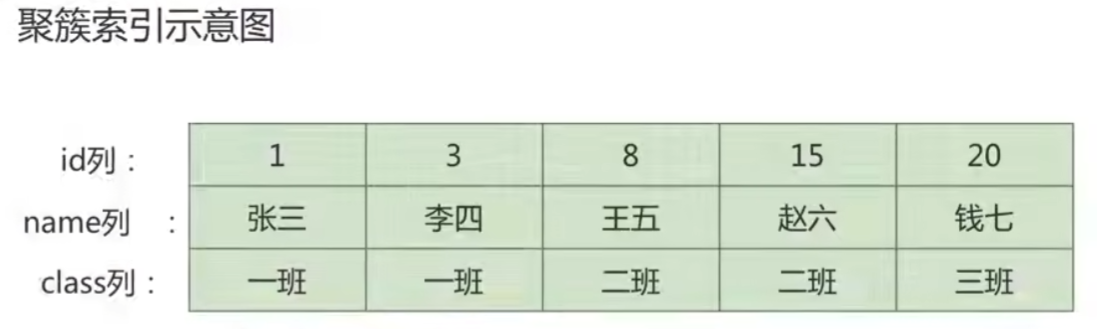 聚簇索引示意图
id列： 1 3 8 15 20
name列 ： 张三 李四 王五 赵六 钱七
class列： 一班 一班 二班 二班 三班